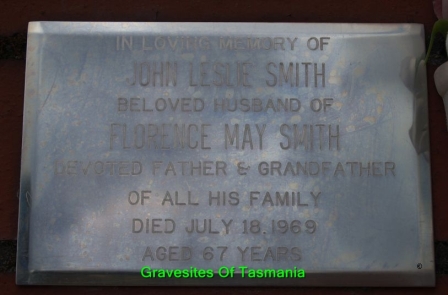 IN LOVING MEMORY OF
JOHN LESLIE SMITH
BELOVED HUSBAND OF
FLORENCE MAY SMITH
DEVOTED FATHER & GRANDFATHER
OF ALL HIS FAMILY
DIED JULY 18.1969
AGED 67 YEARS
Gravesites Of Tasmania